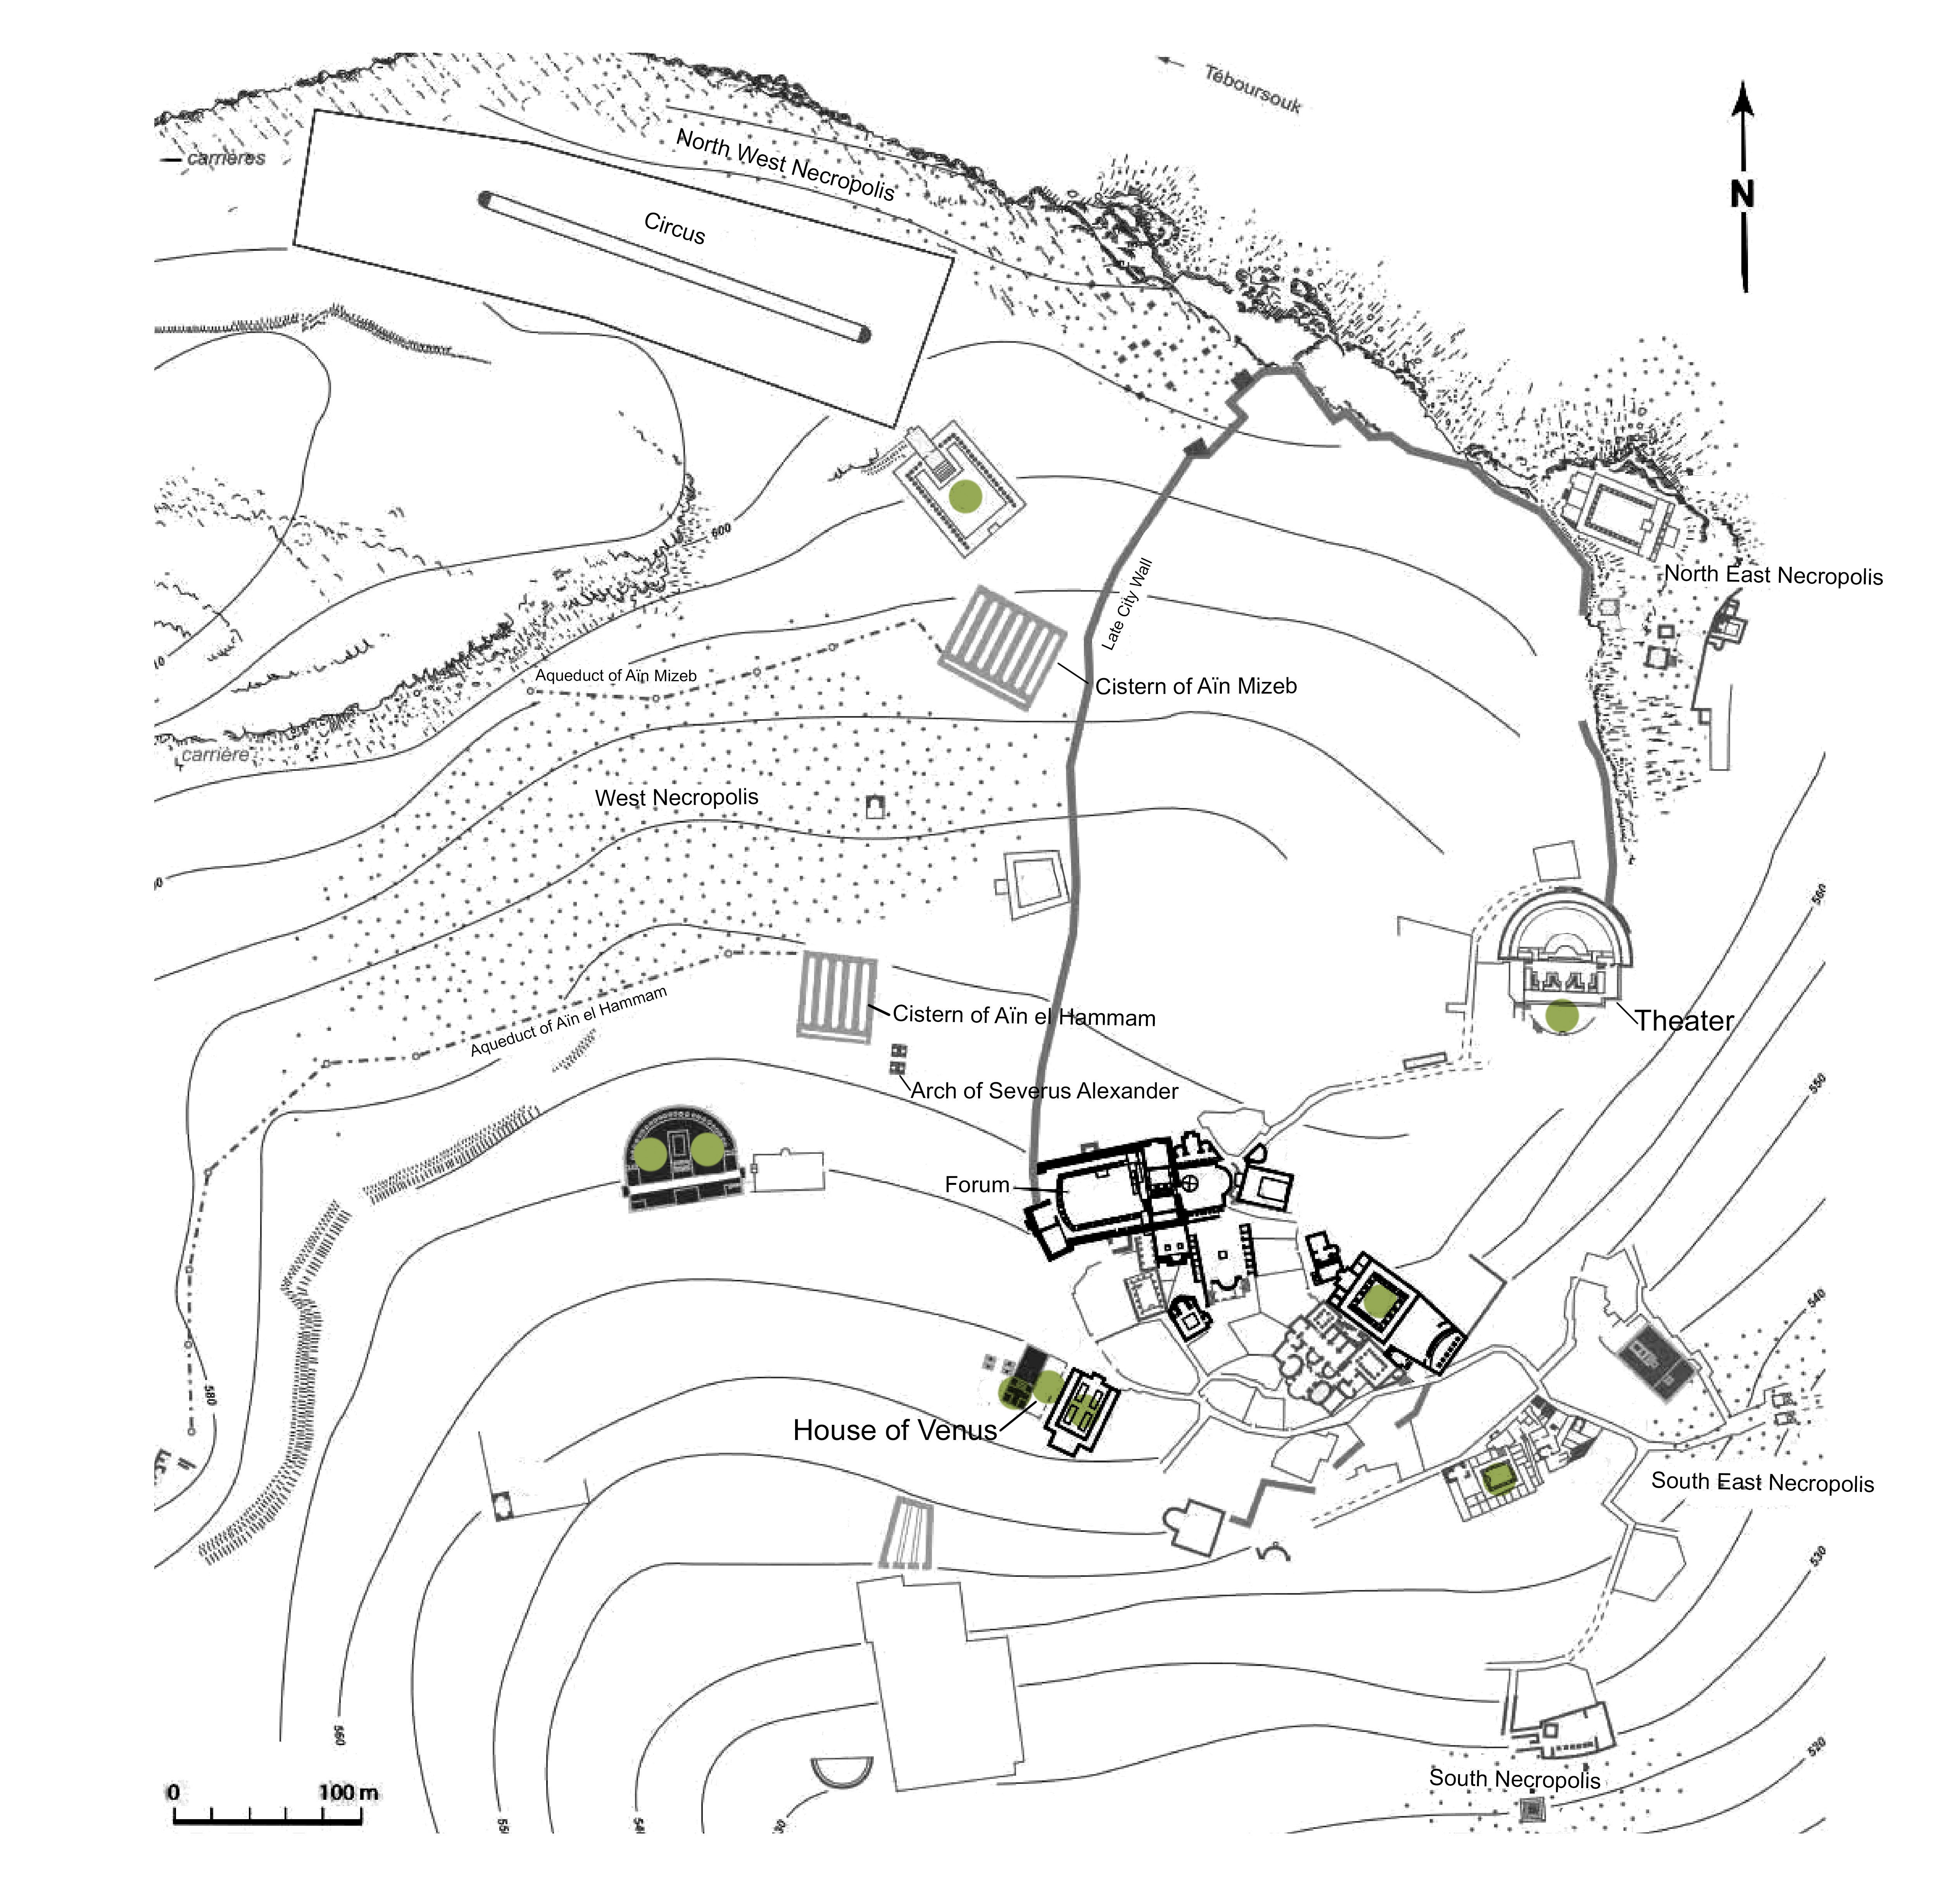 Téboursouk
carrières
North West Necropolis
N
Circus
600
North East Necropolis
Late City Wall
Aqueduct of Aïn Mizeb
Cistern of Aïn Mizeb
carrière
West Necropolis
560
Aqueduct of Aïn el Hammam
Cistern of Aïn el Hammam
Theater
Arch of Severus Alexander
550
Forum
540
580
House of Venus
South East Necropolis
530
560
520
South Necropolis
0 100 m